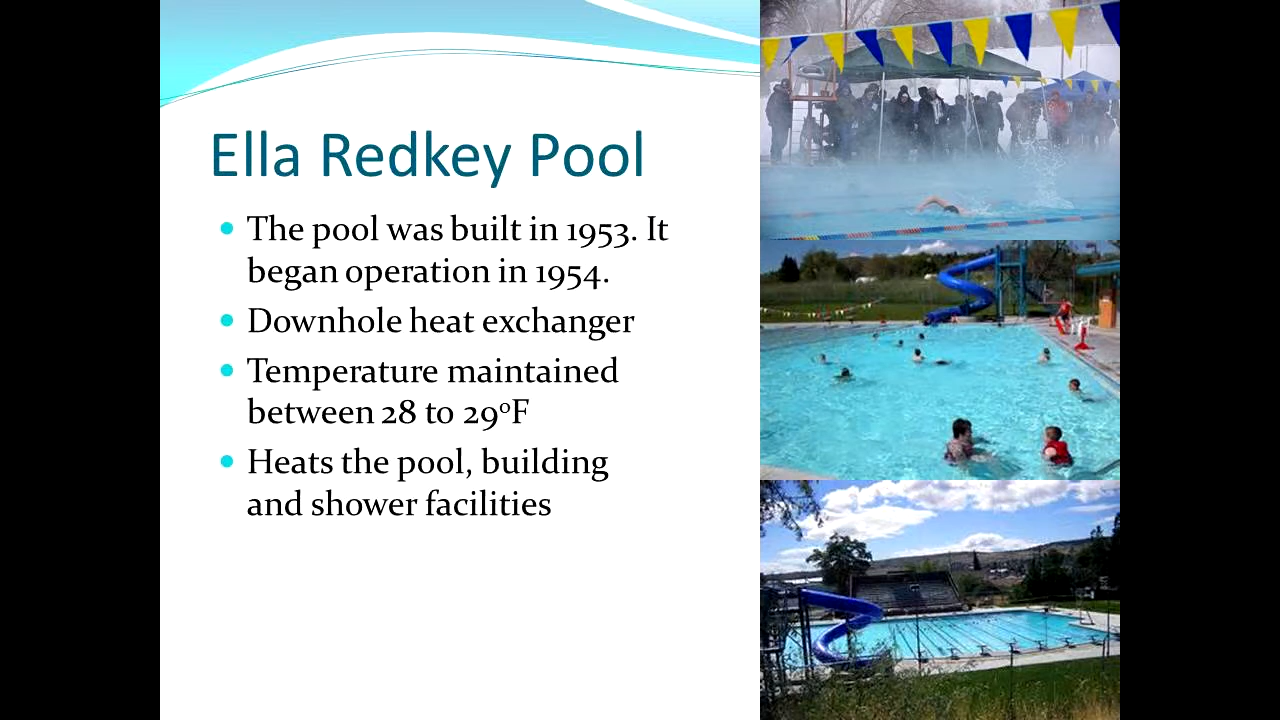 Ella Redkey Pool
• The pool was built in 1953. It
began operation in 1954.
• Downhole heat exchanger
• Temperature maintained
between 28 to 29°F
• Heats the pool, building
and shower facilities